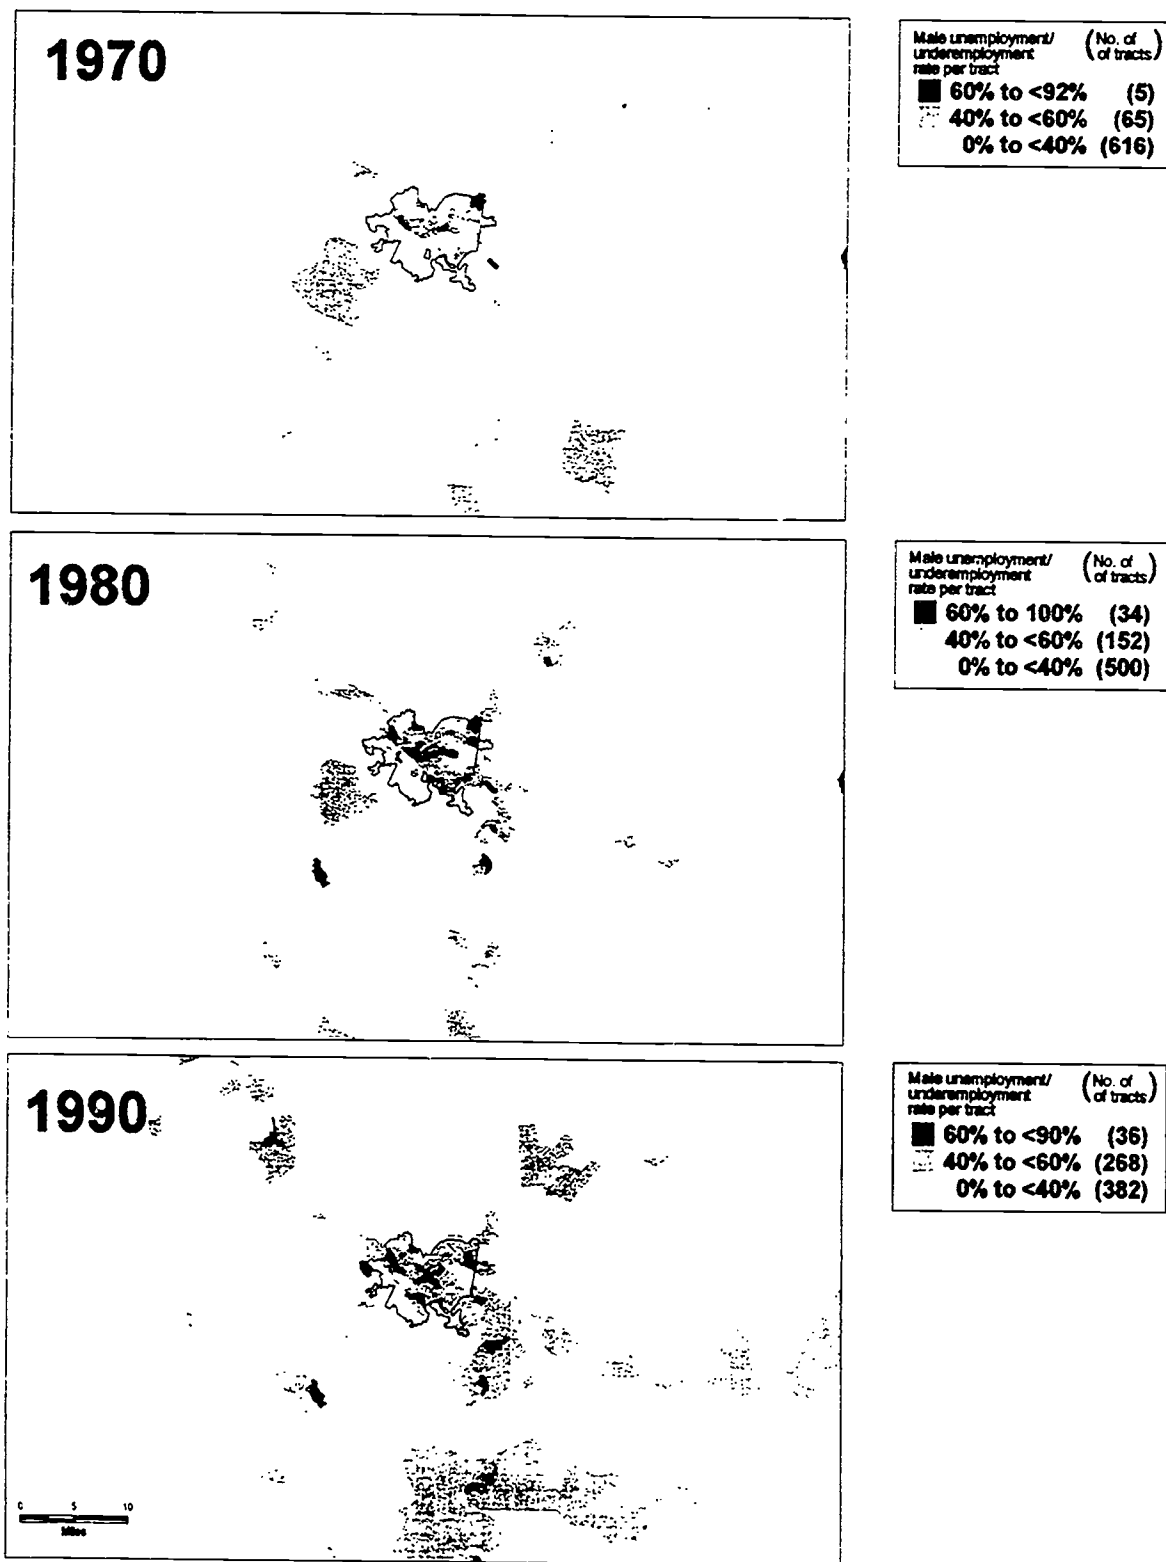 1970
Male unemployment/ (No. of
underemployment of tracts)
rate per tract
60% to <92% (5)
40% to <60% (65)
0% to <40% (616)
1980
Male unemployment/ (No. of
underemployment of tracts)
rate per tract
60% to 100% (34)
40% to <60% (152)
0% to <40% (500)
1990
Male unemployment/ (No. of
underemployment of tracts)
rate per tract
60% to <90% (36)
40% to <60% (268)
0% to <40% (382)
0 5 10
Miles